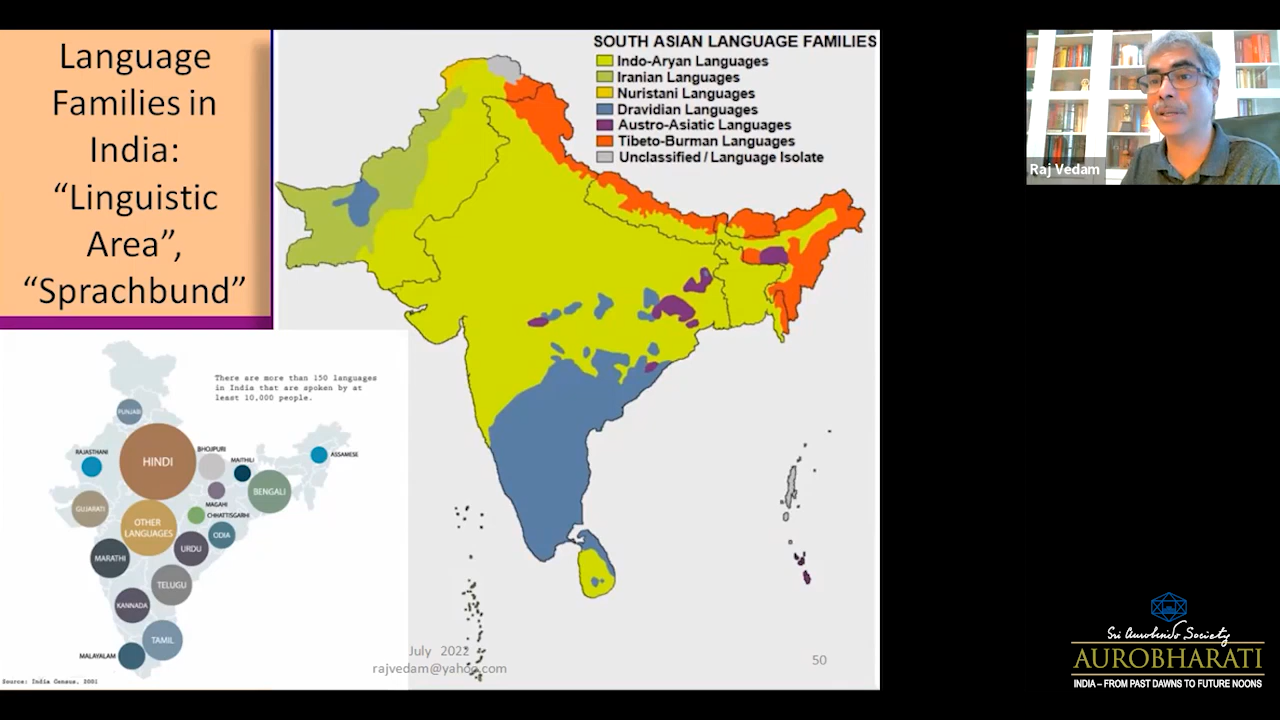 Language
Families in
India:
“Linguistic
Area”,
“Sprachbund”
SOUTH ASIAN LANGUAGE FAMILIES
Indo-Aryan Languages
Iranian Languages
Nuristani Languages
Dravidian Languages
Austro-Asiatic Languages
Tibeto-Burman Languages
Unclassified / Language Isolate
Raj Vedam
There are more than 150 languages
in India that are spoken by at
least 10,000 people.
PUNJABI
RAJASTHANI
HINDI
BHOJPURI
MAITHILI
ASSAMESE
BENGALI
GUJARATI
MAGAHI
CHHATTISGARHI
OTHER
LANGUAGES
ODIA
URDU
MARATHI
TELUGU
KANNADA
TAMIL
MALAYALAM
Source: India Census, 2001
July 2022
rajvedam@yahoo.com
50
Sri Aurobindo Society
AUROBHARATI
INDIA – FROM PAST DAWNS TO FUTURE NOONS